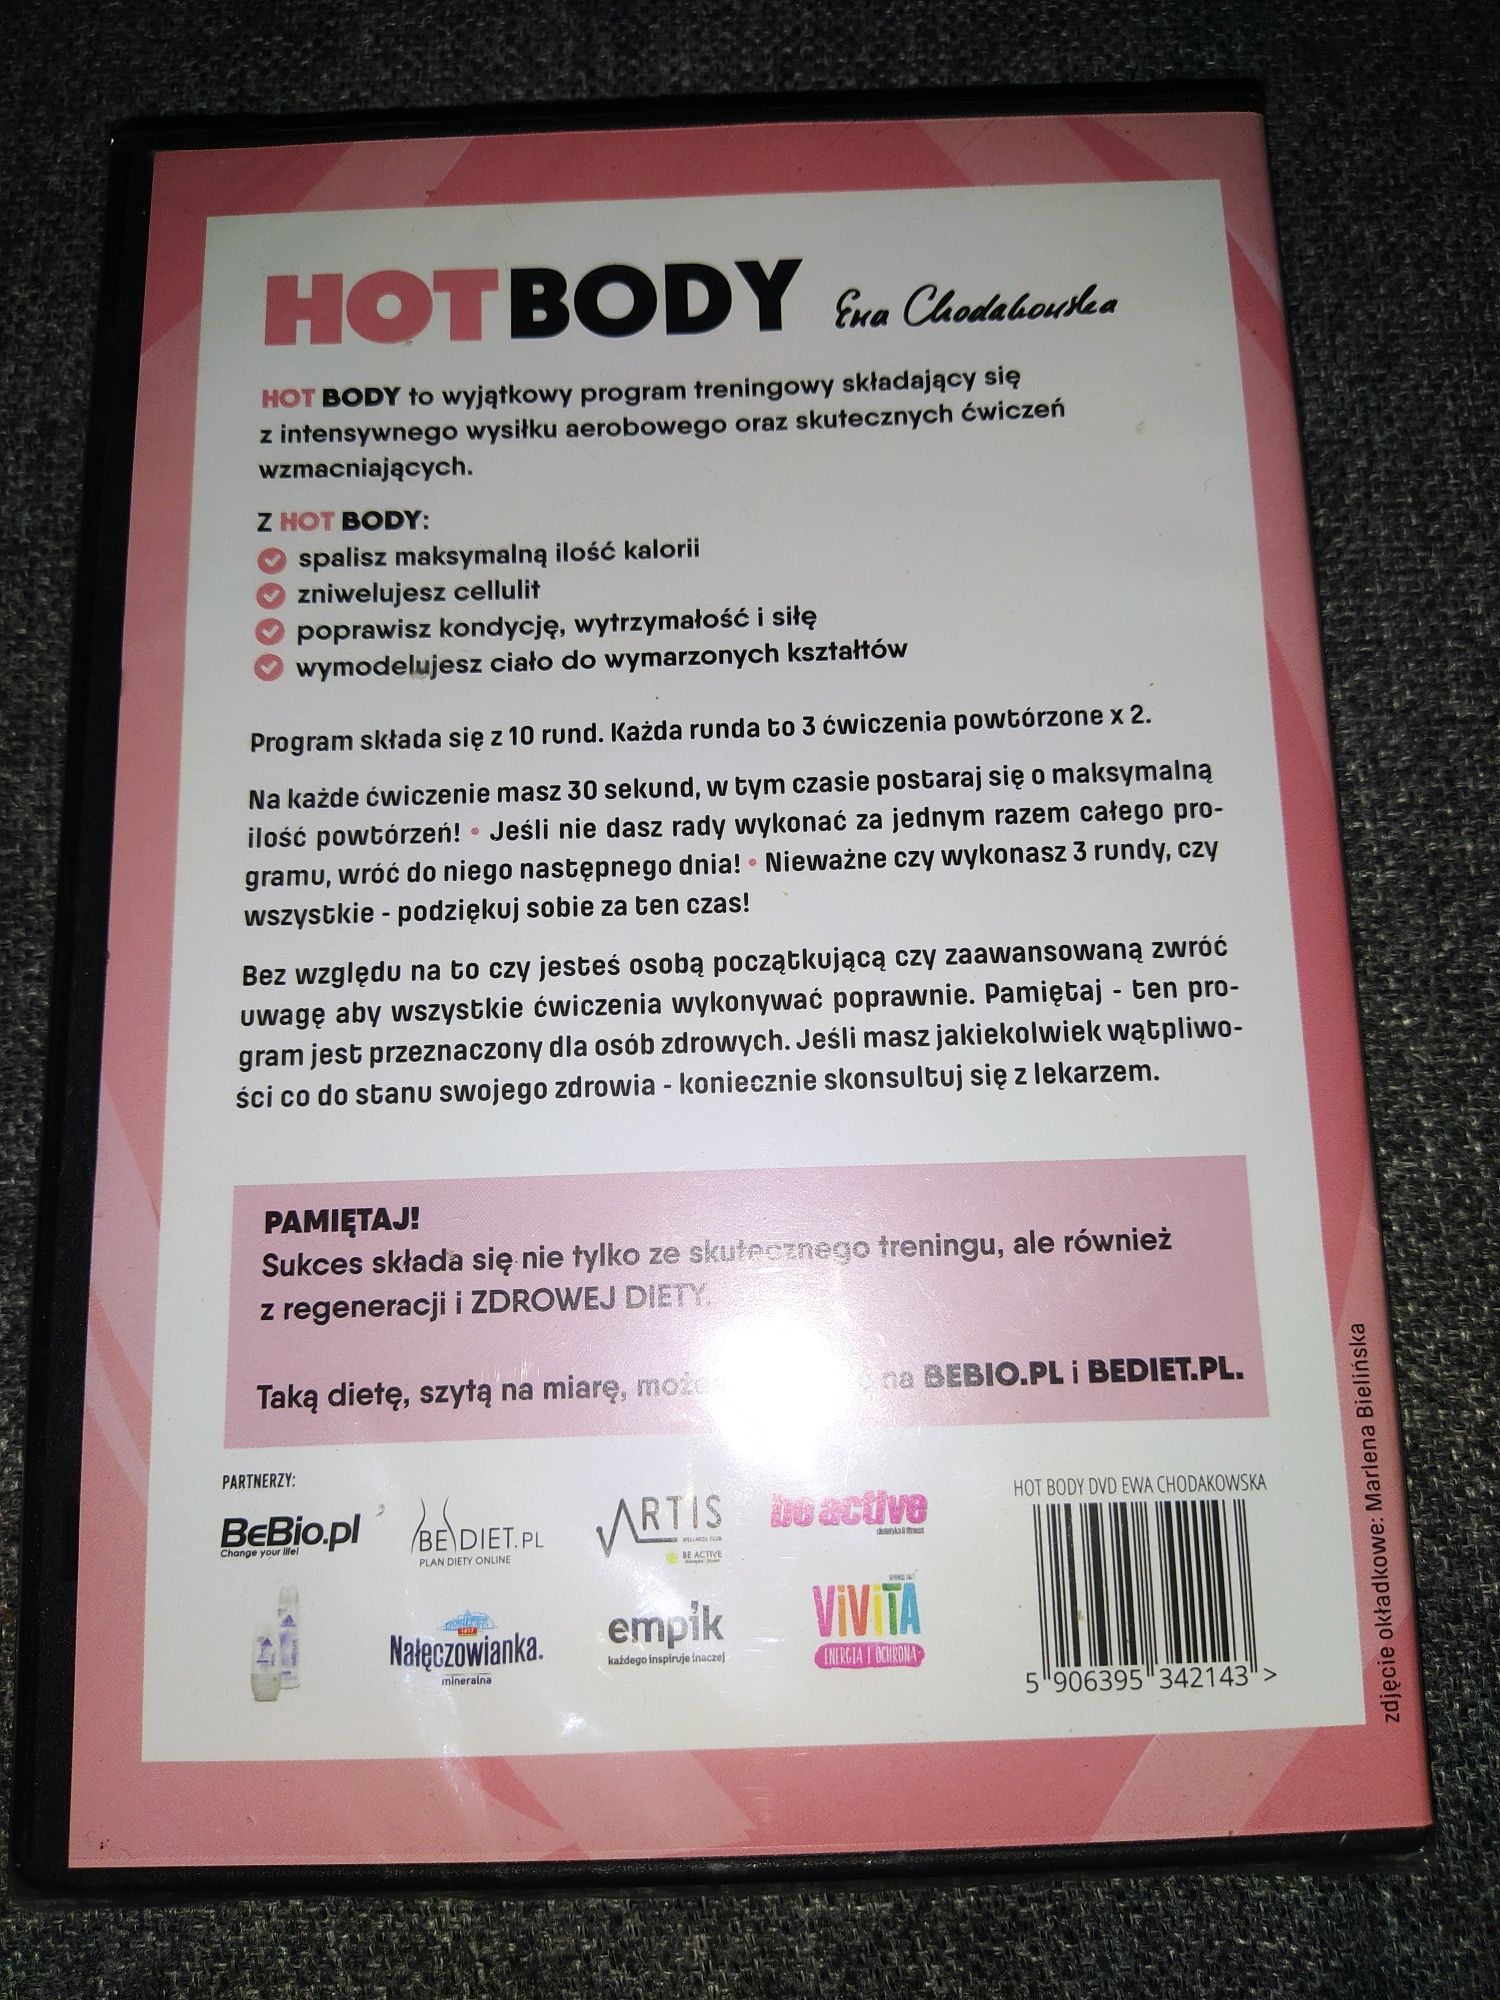 HOTBODY Ewa Chodakowska
HOT BODY to wyjątkowy program treningowy składający się
z intensywnego wysiłku aerobowego oraz skutecznych ćwiczeń
wzmacniających.
Z HOT BODY:
spalisz maksymalną ilość kalorii
zniwelujesz cellulit
poprawisz kondycję, wytrzymałość i siłę
wymodelujesz ciało do wymarzonych kształtów
Program składa się z 10 rund. Każda runda to 3 ćwiczenia powtórzone x 2.
Na każde ćwiczenie masz 30 sekund, w tym czasie postaraj się o maksymalną
ilość powtórzeń! • Jeśli nie dasz rady wykonać za jednym razem całego pro-
gramu, wróć do niego następnego dnia! • Nieważne czy wykonasz 3 rundy, czy
wszystkie - podziękuj sobie za ten czas!
Bez względu na to czy jesteś osobą początkującą czy zaawansowaną zwróć
uwagę aby wszystkie ćwiczenia wykonywać poprawnie. Pamiętaj - ten pro-
gram jest przeznaczony dla osób zdrowych. Jeśli masz jakiekolwiek wątpliwo-
ści co do stanu swojego zdrowia - koniecznie skonsultuj się z lekarzem.
PAMIĘTAJ!
Sukces składa się nie tylko ze skutecznego treningu, ale również
z regeneracji i ZDROWEJ DIETY.
Taką dietę, szytą na miarę, na BEBIO.PL i BEDIET.PL.
PARTNERZY:
BeBio.pl
Change your life!
BE DIET.PL
PLAN DIETY ONLINE
ARTIS
WELLNESS CLUB
BE ACTIVE
be active
dietetyka & fitness
Nałęczowianka.
1817
mineralna
empik
każdego inspiruje inaczej
ViViTA
ENERGIA I OCHRONA
HOT BODY DVD EWA CHODAKOWSKA
5 906395 342143 >
zdjęcie okładkowe: Marlena Bielińska